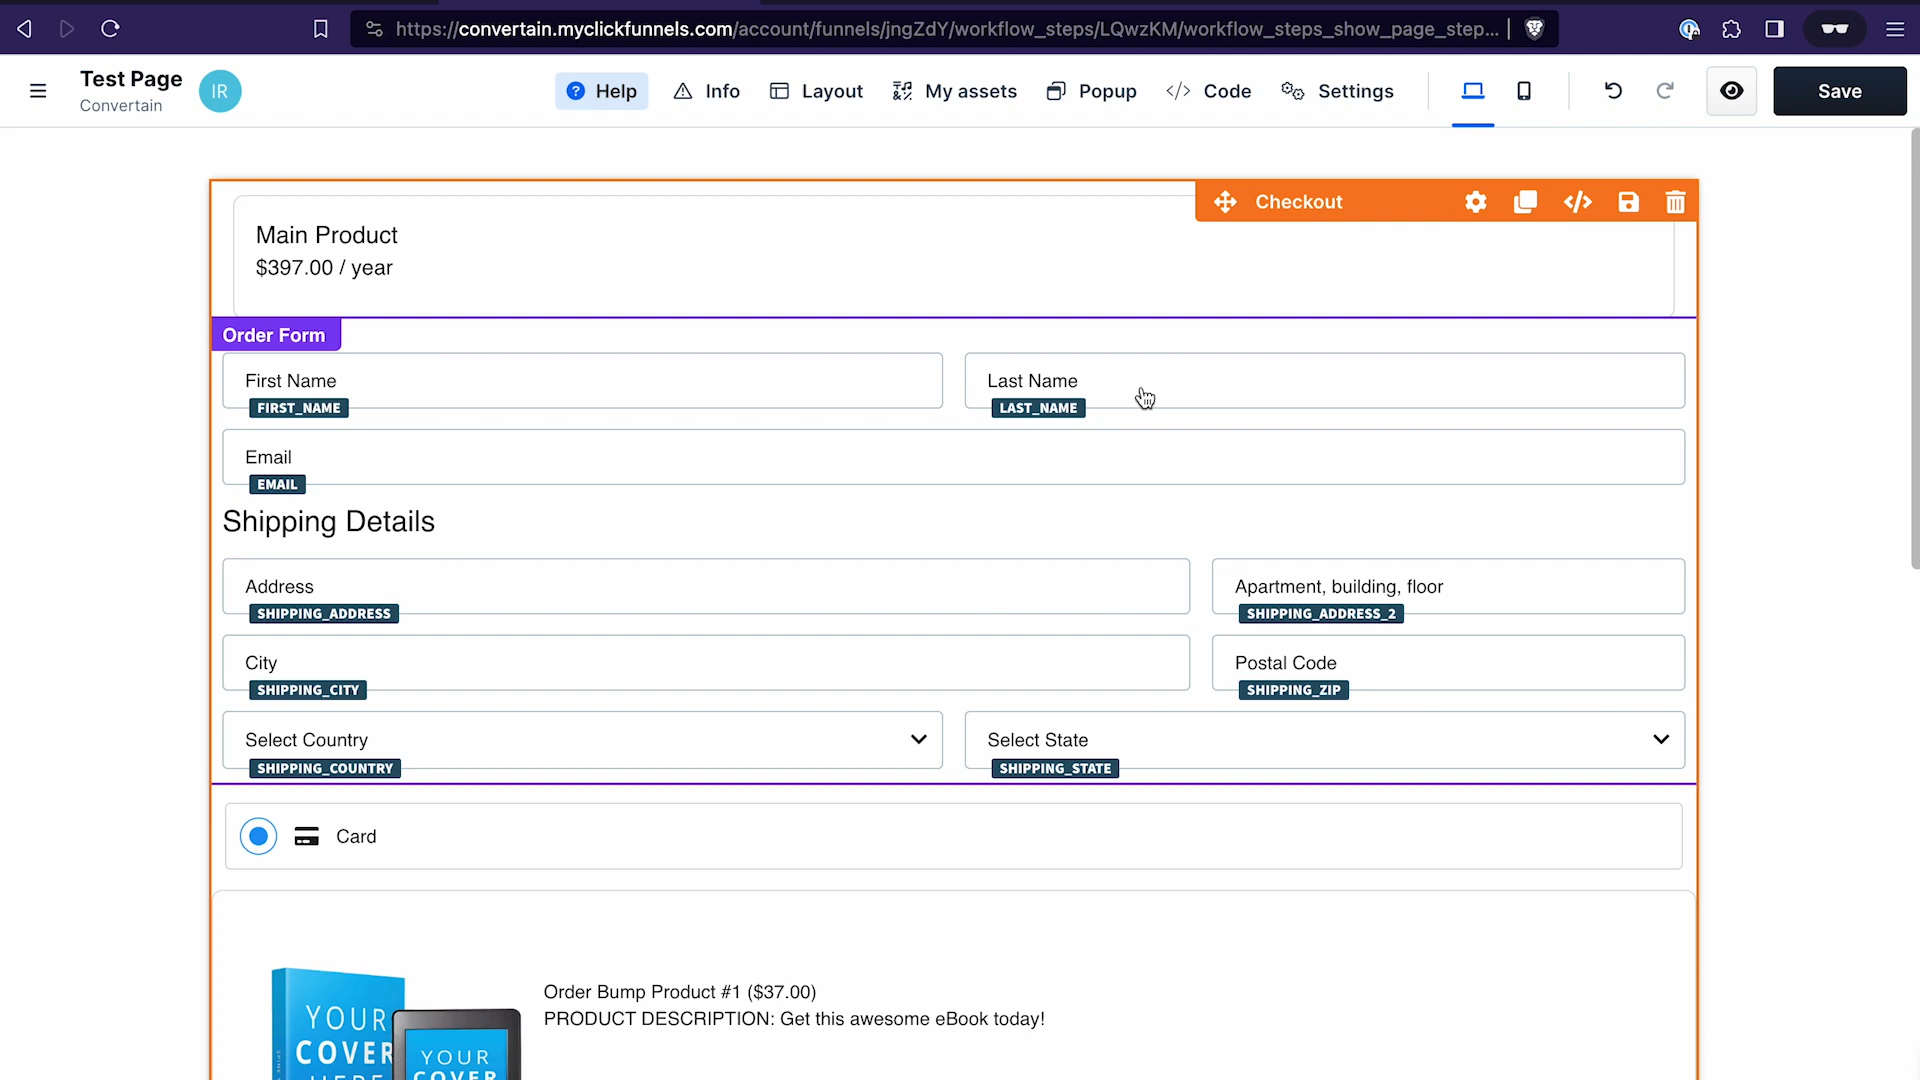 https://convertain.myclickfunnels.com/account/funnels/jngZdY/workflow_steps/LQwzKM/workflow_steps_show_page_step...
Test Page
Convertain
IR
? Help
Info
Layout
My assets
Popup
</> Code
Settings
Save
Checkout
Main Product
$397.00 / year
Order Form
First Name
FIRST_NAME
Last Name
LAST_NAME
Email
EMAIL
Shipping Details
Address
SHIPPING_ADDRESS
Apartment, building, floor
SHIPPING_ADDRESS_2
City
SHIPPING_CITY
Postal Code
SHIPPING_ZIP
Select Country
SHIPPING_COUNTRY
Select State
SHIPPING_STATE
Card
YOUR
COVER
HERE
YOUR
COVER
Order Bump Product #1 ($37.00)
PRODUCT DESCRIPTION: Get this awesome eBook today!